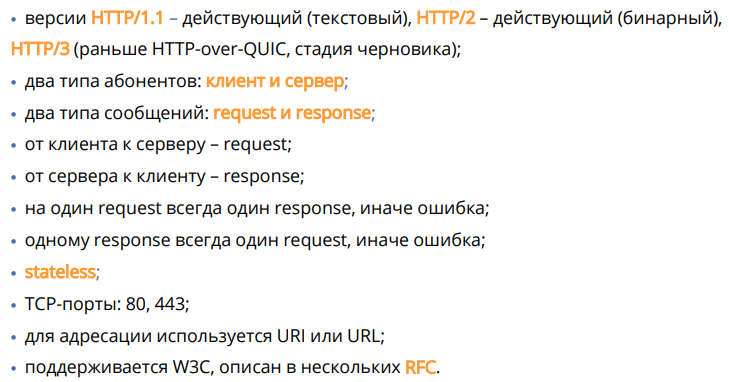 • версии HTTP/1.1 – действующий (текстовый), HTTP/2 – действующий (бинарный),
HTTP/3 (раньше HTTP-over-QUIC, стадия черновика);
• два типа абонентов: клиент и сервер;
• два типа сообщений: request и response;
• от клиента к серверу – request;
• от сервера к клиенту – response;
• на один request всегда один response, иначе ошибка;
• одному response всегда один request, иначе ошибка;
• stateless;
• TCP-порты: 80, 443;
• для адресации используется URI или URL;
• поддерживается W3C, описан в нескольких RFC.